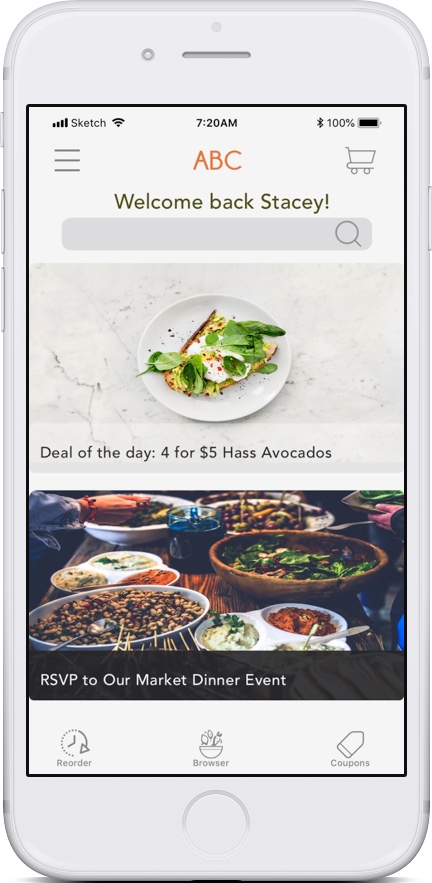 Sketch 7:20AM 100%
ABC
Welcome back Stacey!
Deal of the day: 4 for $5 Hass Avocados
RSVP to Our Market Dinner Event
Reorder Browser Coupons